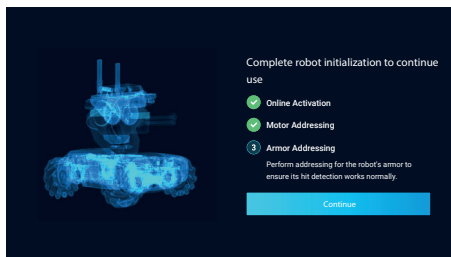 Complete robot initialization to continue
use
Online Activation
Motor Addressing
3 Armor Addressing
Perform addressing for the robot's armor to
ensure its hit detection works normally.
Continue